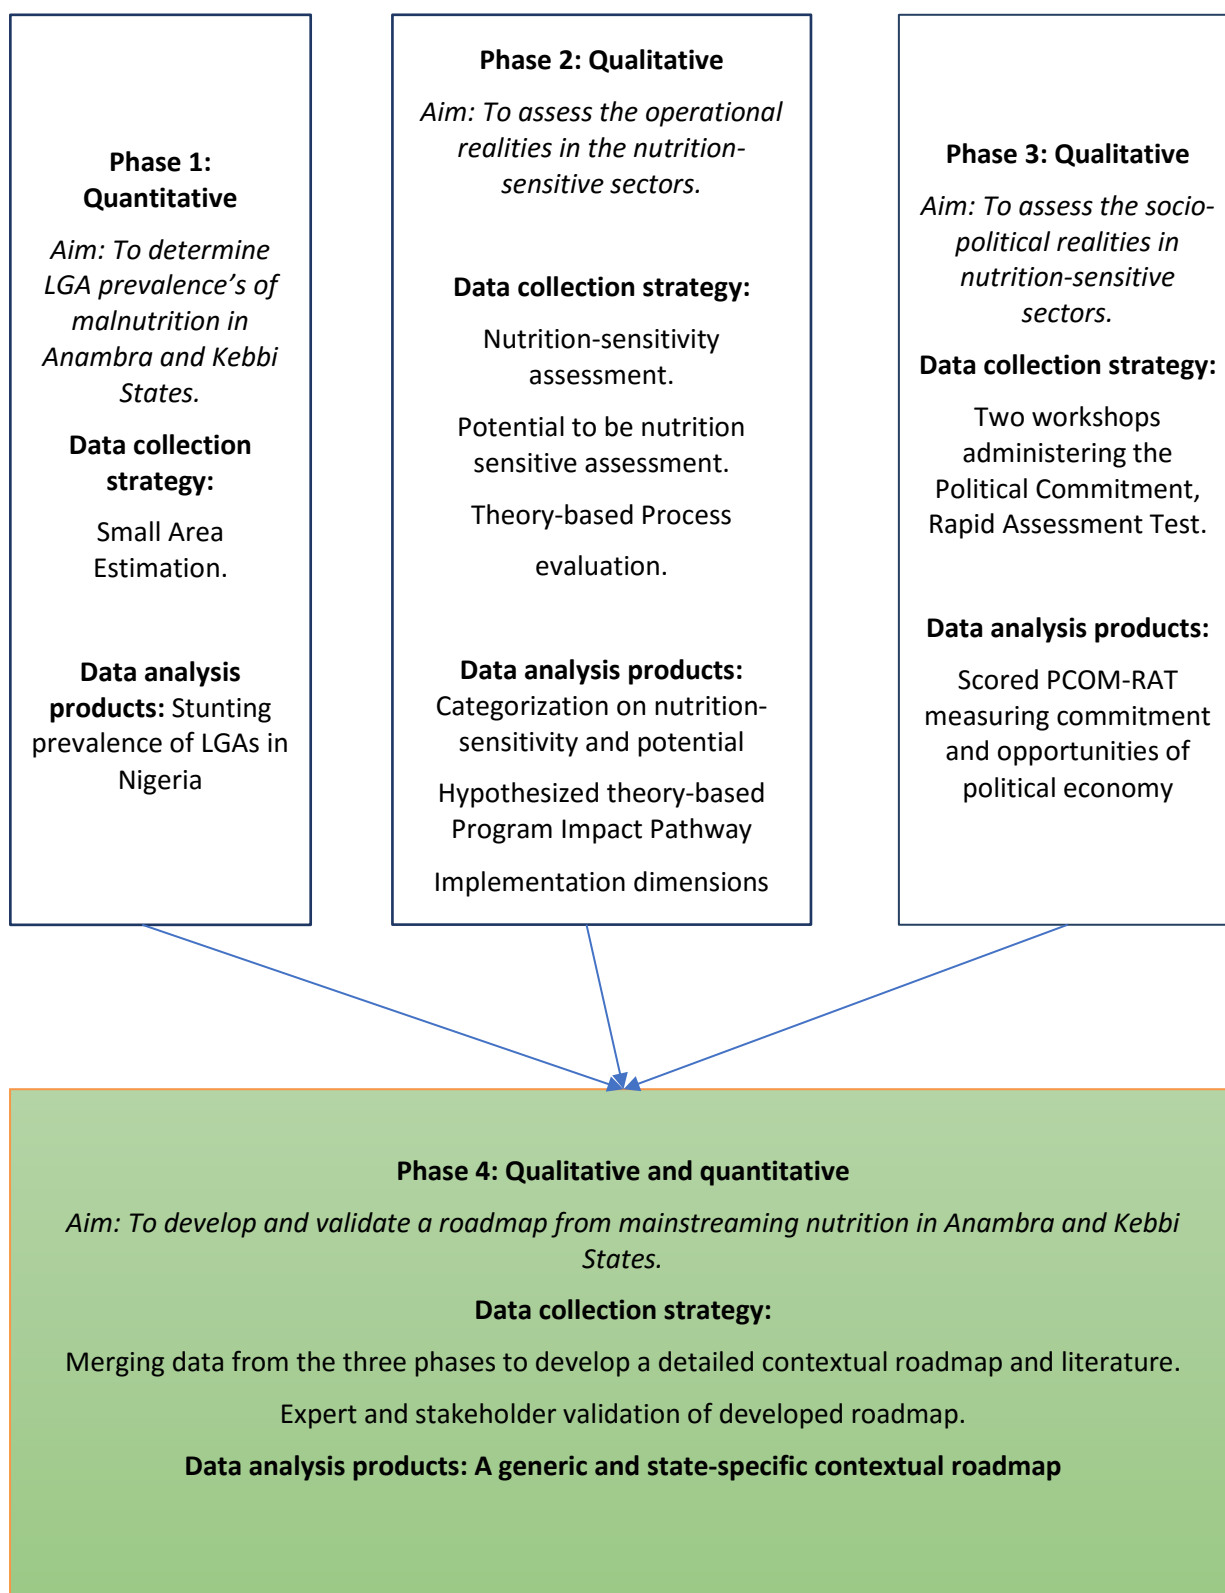 Phase 1:
Quantitative
Aim: To determine
LGA prevalence’s of
malnutrition in
Anambra and Kebbi
States.
Data collection
strategy:
Small Area
Estimation.
Data analysis
products: Stunting
prevalence of LGAs in
Nigeria
Phase 2: Qualitative
Aim: To assess the operational
realities in the nutrition-
sensitive sectors.
Data collection strategy:
Nutrition-sensitivity
assessment.
Potential to be nutrition
sensitive assessment.
Theory-based Process
evaluation.
Data analysis products:
Categorization on nutrition-
sensitivity and potential
Hypothesized theory-based
Program Impact Pathway
Implementation dimensions
Phase 3: Qualitative
Aim: To assess the socio-
political realities in
nutrition-sensitive
sectors.
Data collection strategy:
Two workshops
administering the
Political Commitment,
Rapid Assessment Test.
Data analysis products:
Scored PCOM-RAT
measuring commitment
and opportunities of
political economy
Phase 4: Qualitative and quantitative
Aim: To develop and validate a roadmap from mainstreaming nutrition in Anambra and Kebbi
States.
Data collection strategy:
Merging data from the three phases to develop a detailed contextual roadmap and literature.
Expert and stakeholder validation of developed roadmap.
Data analysis products: A generic and state-specific contextual roadmap